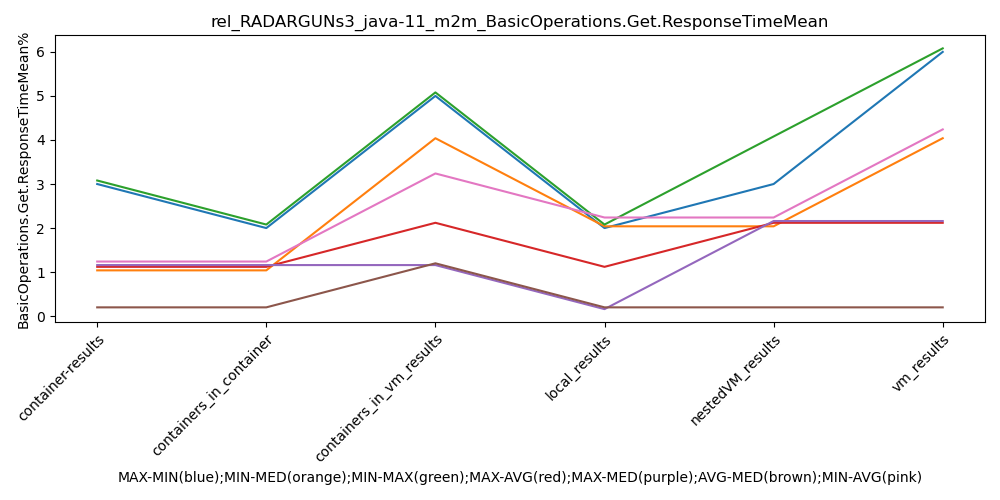 rel_RADARGUNs3_java-11_m2m_BasicOperations.Get.ResponseTimeMean
BasicOperations.Get.ResponseTimeMean%
6
5
4
3
2
1
0
container-results
containers_in_container
containers_in_vm_results
local_results
nestedVM_results
vm_results
MAX-MIN(blue);MIN-MED(orange);MIN-MAX(green);MAX-AVG(red);MAX-MED(purple);AVG-MED(brown);MIN-AVG(pink)